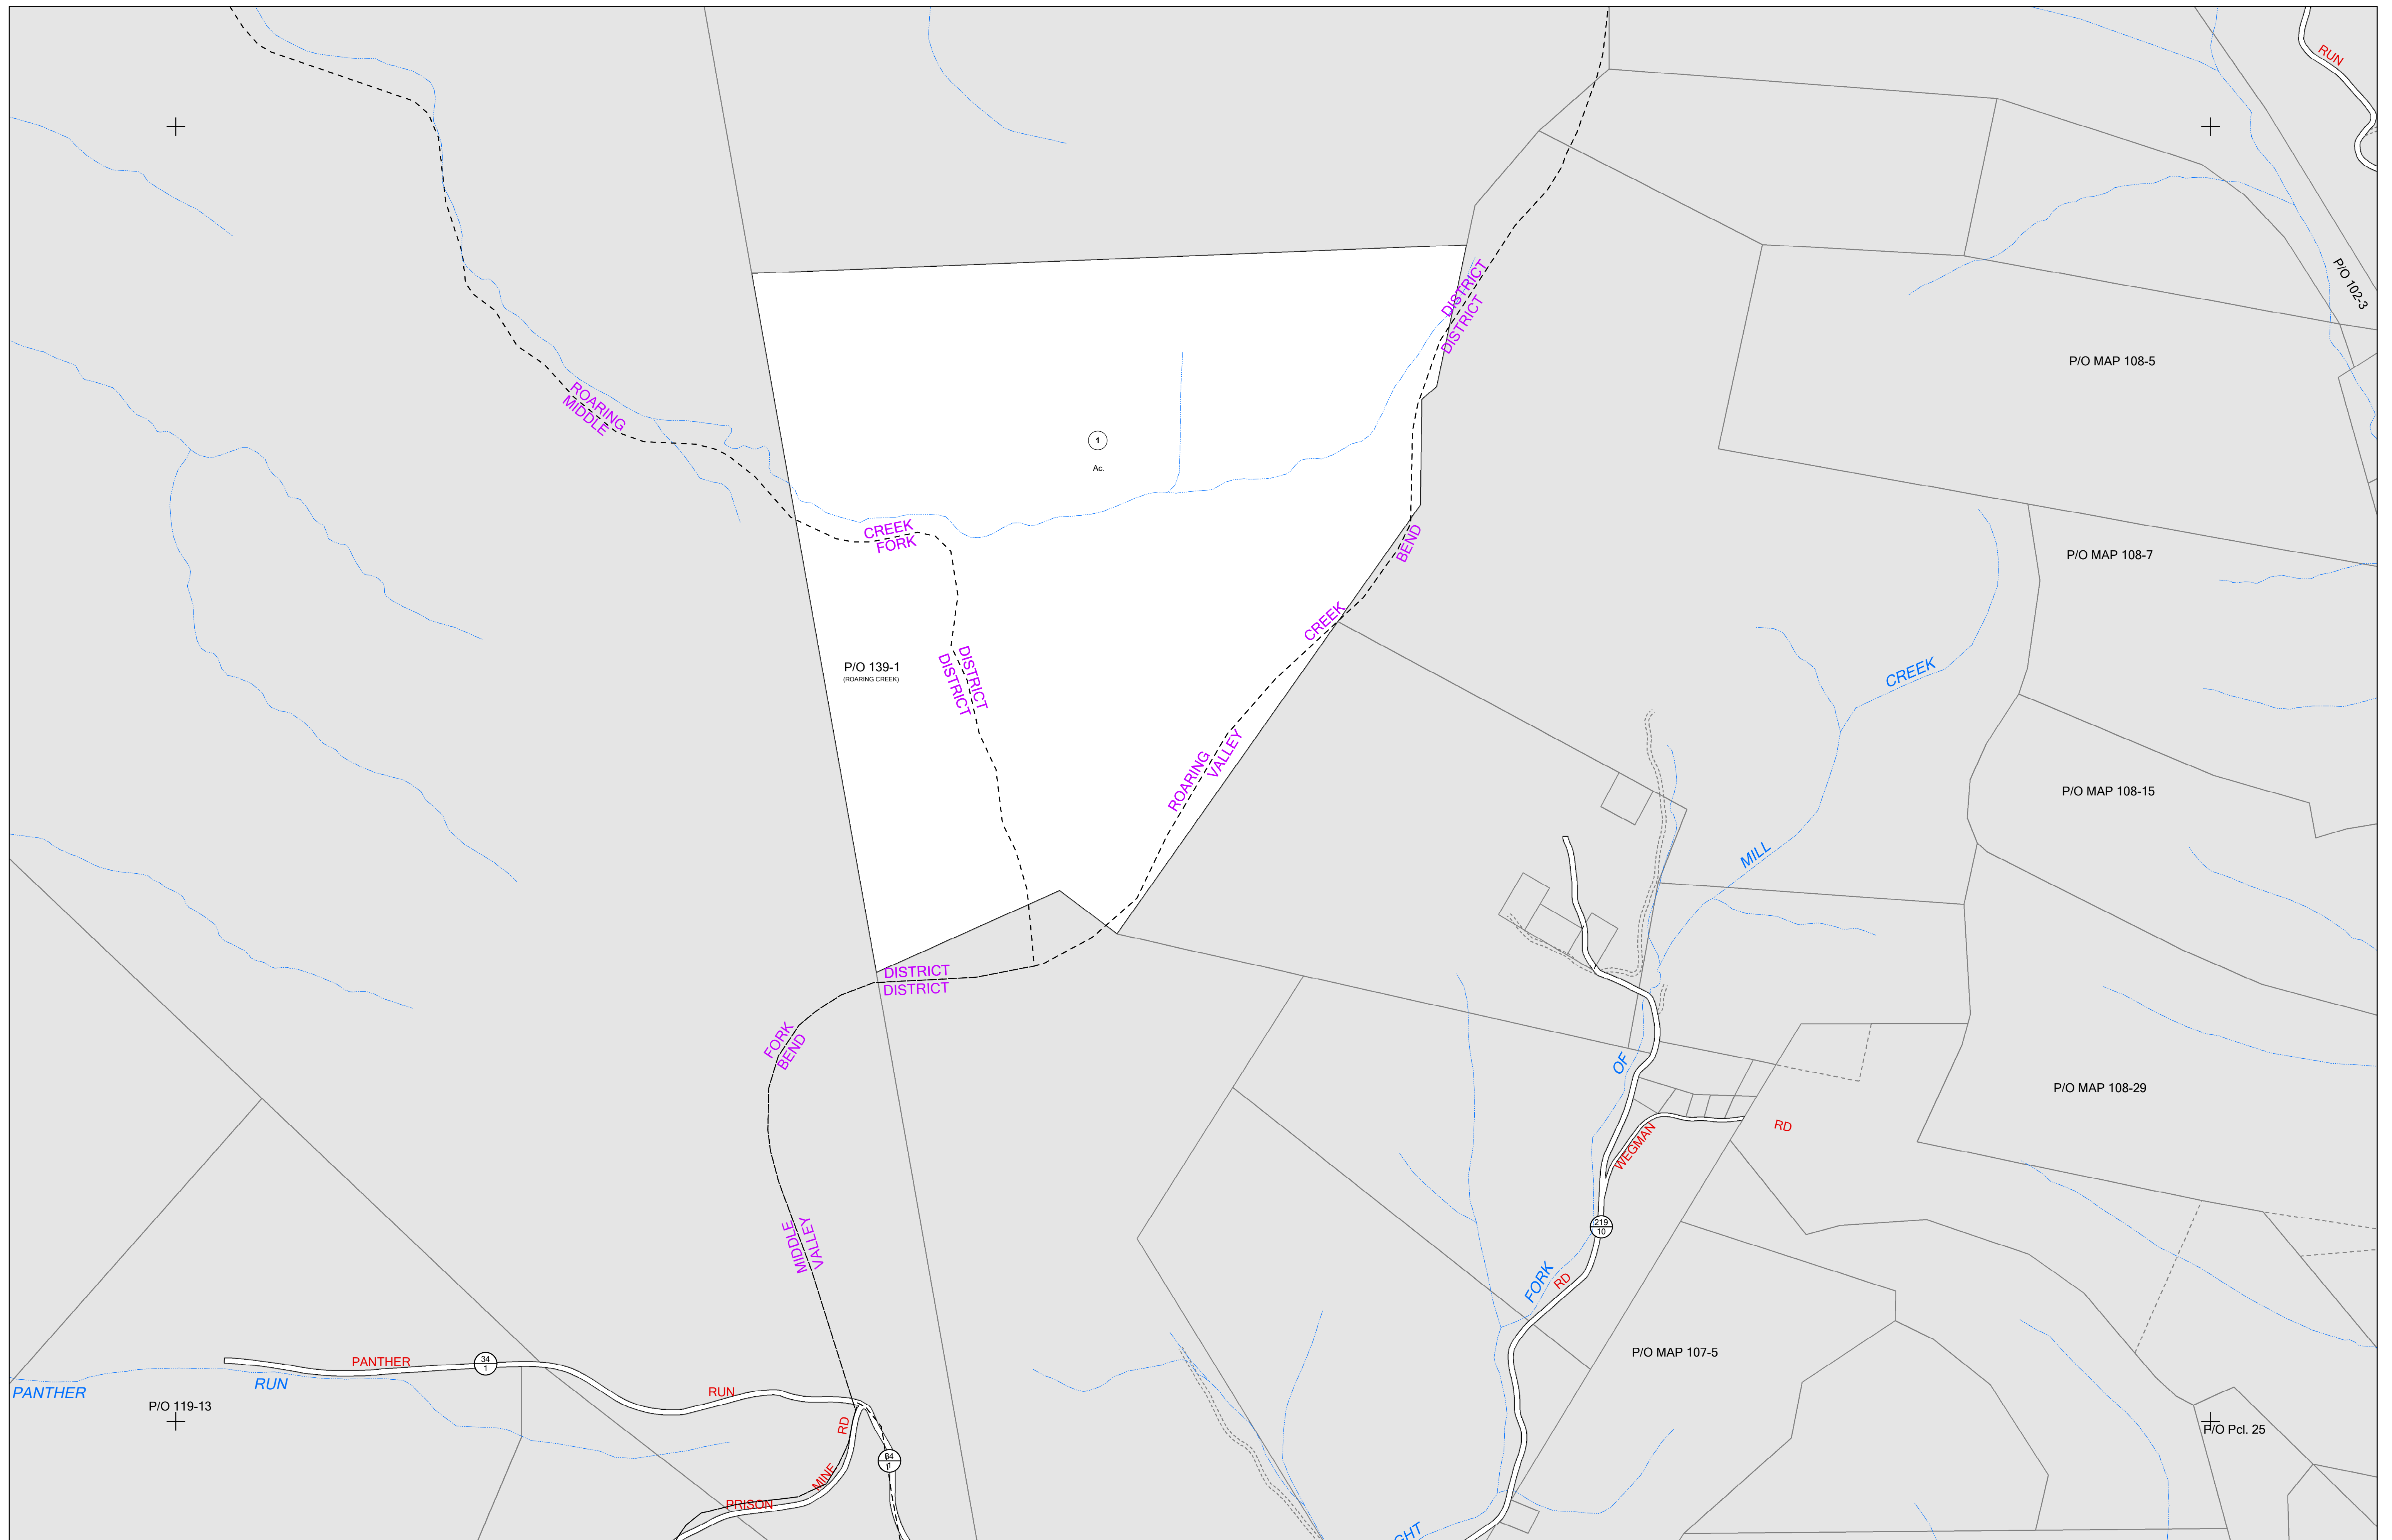 RUN
P/O 102-3
DISTRICT
DISTRICT
P/O MAP 108-5
ROARING
MIDDLE
1
Ac.
CREEK
FORK
BEND
P/O MAP 108-7
CREEK
P/O 139-1
(ROARING CREEK)
DISTRICT
DISTRICT
CREEK
ROARING
VALLEY
P/O MAP 108-15
MILL
DISTRICT
DISTRICT
FORK
BEND
OF
P/O MAP 108-29
WEGMAN
RD
MIDDLE
VALLEY
219
10
FORK
RD
P/O MAP 107-5
PANTHER
34
1
PANTHER
RUN
RUN
P/O 119-13
RD
P/O Pcl. 25
34
1
MINE
PRISON
GHT